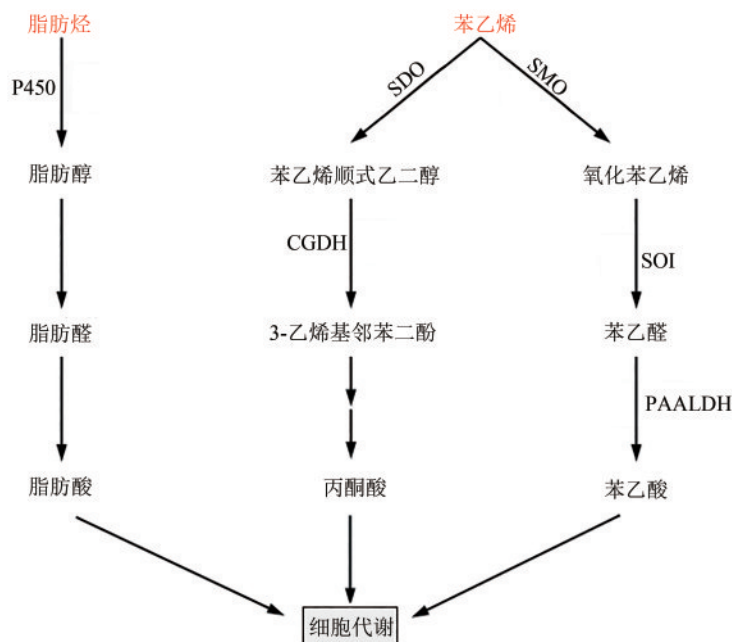 脂肪烃
苯乙烯
P450
SDO
SMO
脂肪醇
苯乙烯顺式乙二醇
氧化苯乙烯
CGDH
SOI
脂肪醛
3-乙烯基邻苯二酚
苯乙醛
PAALDH
脂肪酸
丙酮酸
苯乙酸
细胞代谢